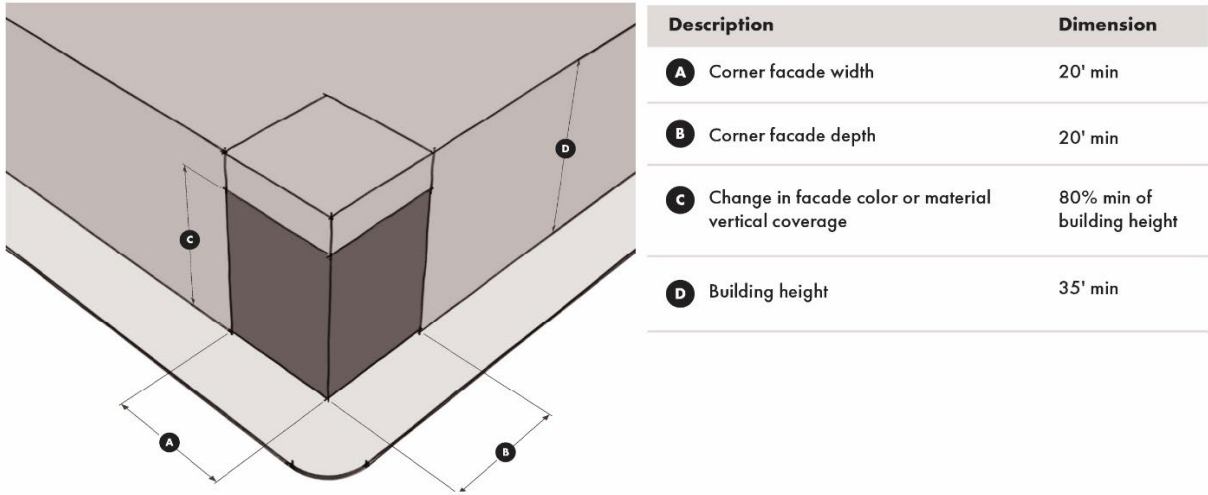 D
C
A
B
Description Dimension
A Corner facade width 20' min
B Corner facade depth 20' min
C Change in facade color or material 80% min of
vertical coverage building height
D Building height 35' min